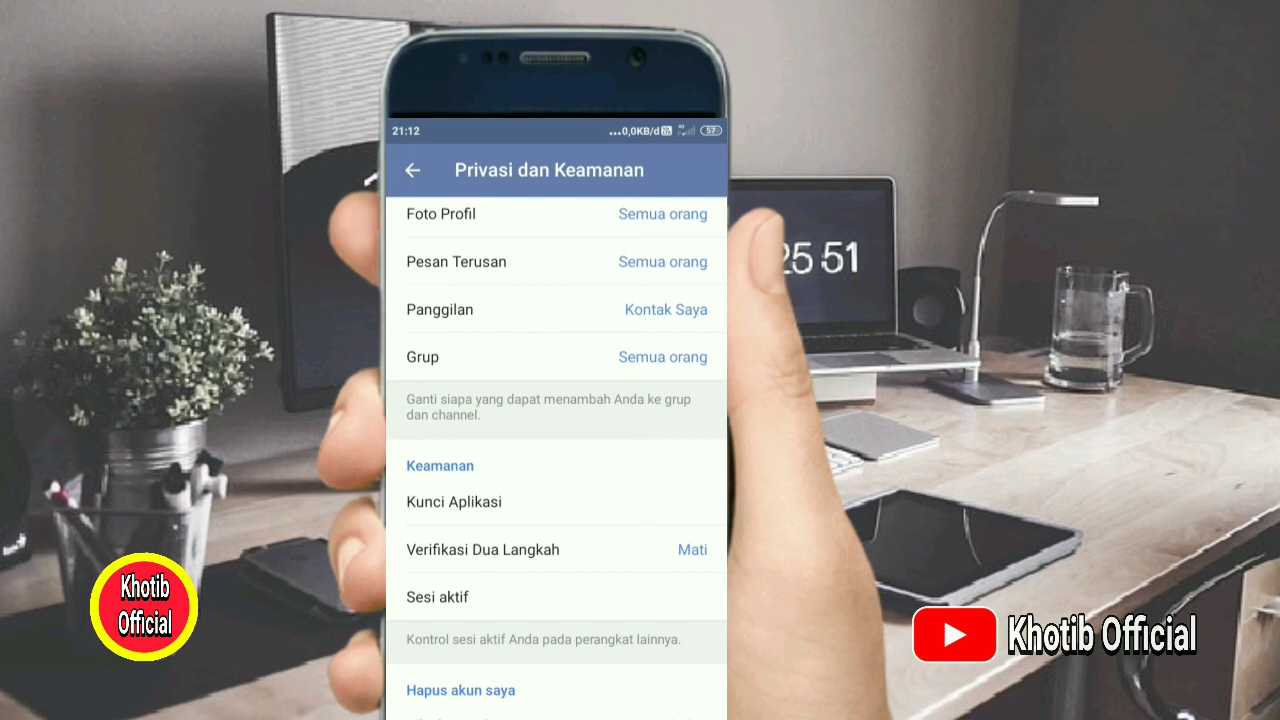 21:12
...0,0KB/d
57
Privasi dan Keamanan
Foto Profil Semua orang
Pesan Terusan Semua orang
Panggilan Kontak Saya
Grup Semua orang
Ganti siapa yang dapat menambah Anda ke grup
dan channel.
Keamanan
Kunci Aplikasi
Verifikasi Dua Langkah Mati
Sesi aktif
Kontrol sesi aktif Anda pada perangkat lainnya.
Hapus akun saya
25 51
Khotib
Official
Khotib Official